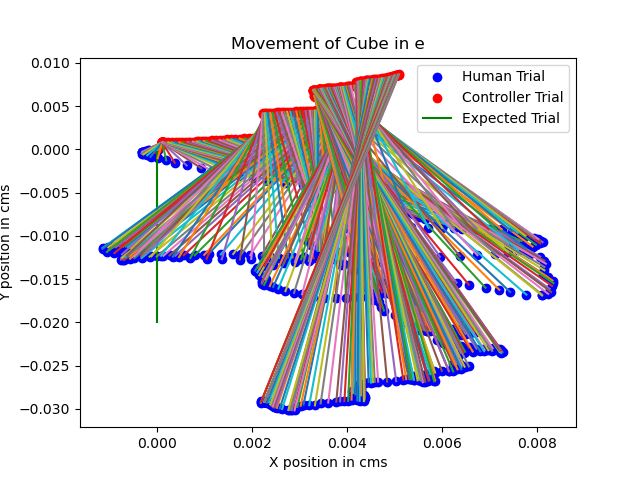 Movement of Cube in e
Human Trial
Controller Trial
Expected Trial
0.010
0.005
0.000
−0.005
−0.010
−0.015
−0.020
−0.025
−0.030
Y position in cms
0.000
0.002
0.004
0.006
0.008
X position in cms